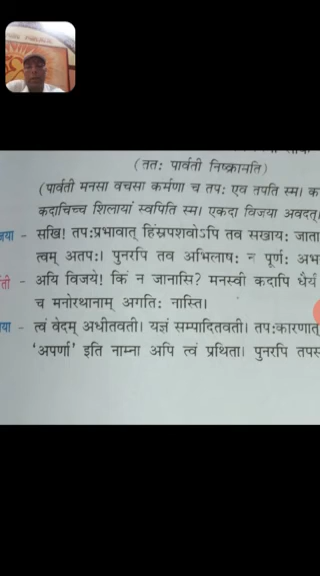 (ततः पार्वती निष्क्रामति)
(पार्वती मनसा वचसा कर्मणा च तपः एव तपति स्म।
कदाचिच्च शिलायां स्वपिति स्म। एकदा विजया अवदत्
- सखि! तपःप्रभावात् हिंस्रपशवोऽपि तव सखायः जाता
त्वम् अतपः। पुनरपि तव अभिलाषः न पूर्णः
- अयि विजये! किं न जानासि? मनस्वी कदापि धैर्यं
च मनोरथानाम् अगतिः नास्ति।
- त्वं वेदम् अधीतवती। यज्ञं सम्पादितवती। तपःकारणात्
‘अपर्णा’ इति नाम्ना अपि त्वं प्रथिता। पुनरपि